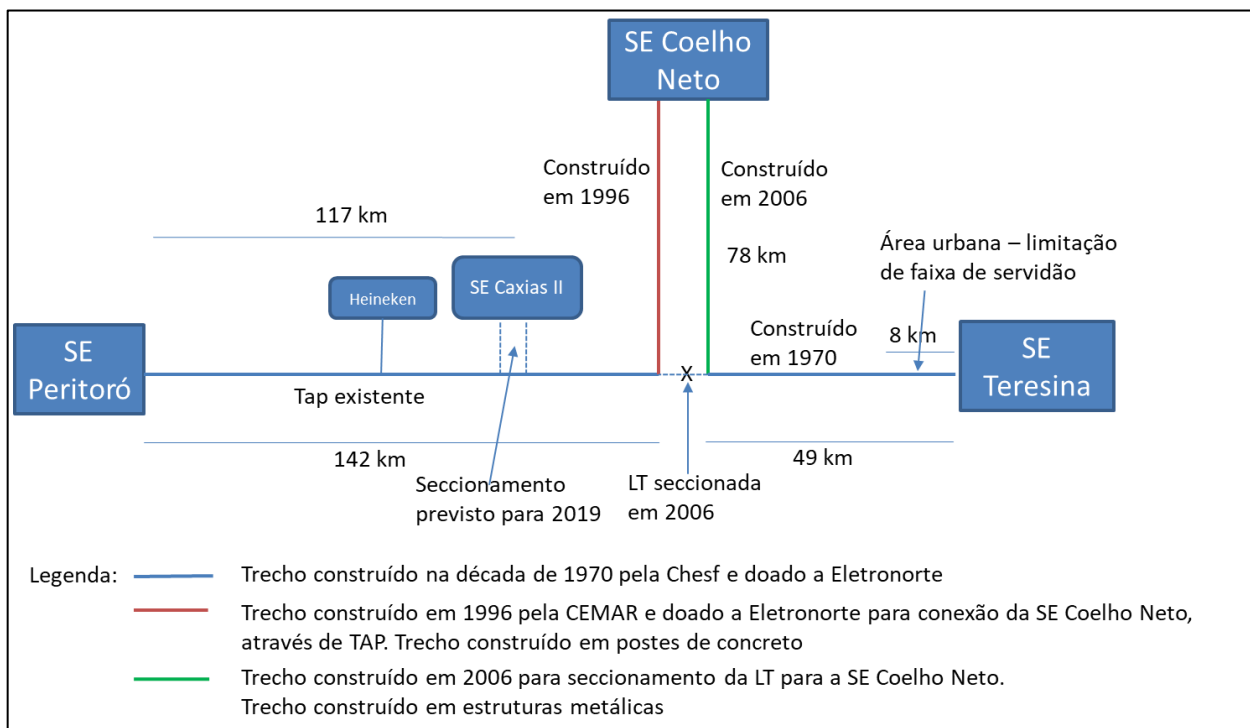 SE Coelho
Neto
Construído
em 1996
Construído
em 2006
117 km
78 km
Área urbana – limitação
de faixa de servidão
Heineken
SE Caxias II
Construído
em 1970
8 km
SE
Peritoró
X
SE
Teresina
Tap existente
142 km
49 km
Seccionamento
previsto para 2019
LT seccionada
em 2006
Legenda:
Trecho construído na década de 1970 pela Chesf e doado a Eletronorte
Trecho construído em 1996 pela CEMAR e doado a Eletronorte para conexão da SE Coelho Neto,
através de TAP. Trecho construído em postes de concreto
Trecho construído em 2006 para seccionamento da LT para a SE Coelho Neto.
Trecho construído em estruturas metálicas